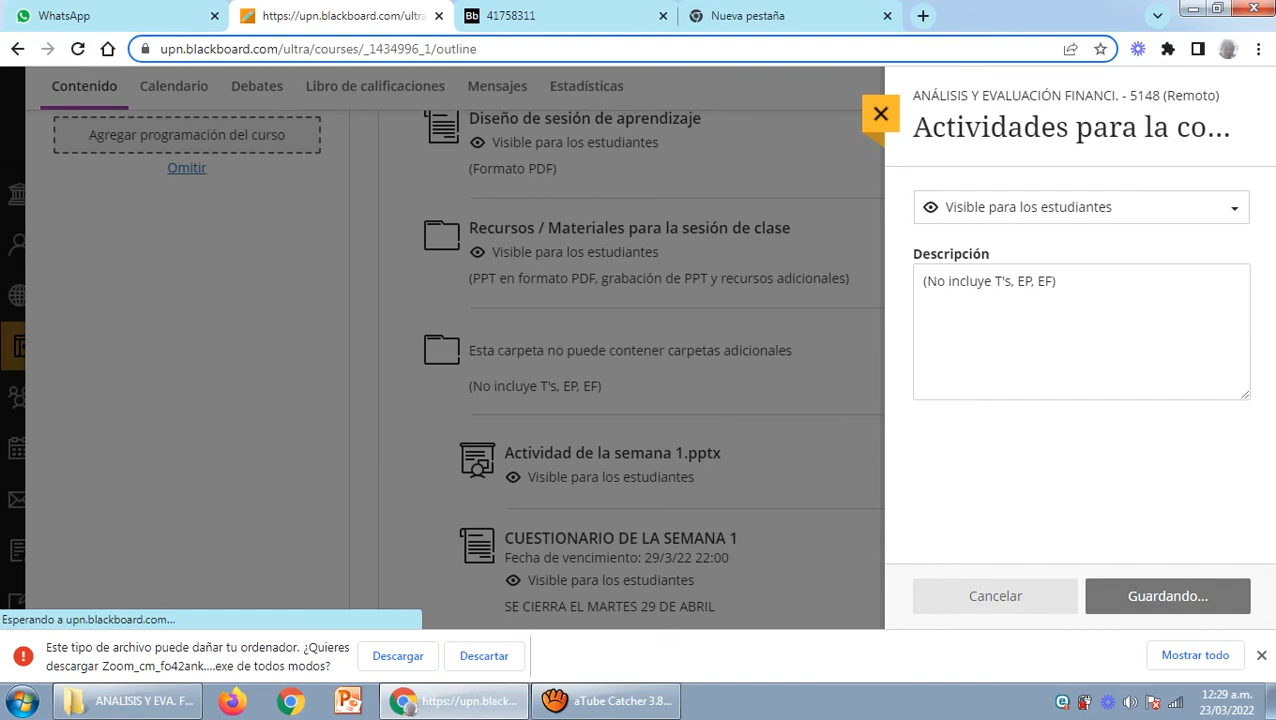 WhatsApp
https://upn.blackboard.com/ultra
Bb 41758311
Nueva pestaña
upn.blackboard.com/ultra/courses/_1434996_1/outline
Contenido
Calendario
Debates
Libro de calificaciones
Mensajes
Estadísticas
Agregar programación del curso
Omitir
Diseño de sesión de aprendizaje
Visible para los estudiantes
(Formato PDF)
Recursos / Materiales para la sesión de clase
Visible para los estudiantes
(PPT en formato PDF, grabación de PPT y recursos adicionales)
Esta carpeta no puede contener carpetas adicionales
(No incluye T's, EP, EF)
Actividad de la semana 1.pptx
Visible para los estudiantes
CUESTIONARIO DE LA SEMANA 1
Fecha de vencimiento: 29/3/22 22:00
Visible para los estudiantes
SE CIERRA EL MARTES 29 DE ABRIL
ANÁLISIS Y EVALUACIÓN FINANCI. - 5148 (Remoto)
Actividades para la co...
Visible para los estudiantes
Descripción
(No incluye T's, EP, EF)
Cancelar
Guardando...
Esperando a upn.blackboard.com...
Este tipo de archivo puede dañar tu ordenador. ¿Quieres
descargar Zoom_cm_fo42ank....exe de todos modos?
Descargar
Descartar
Mostrar todo
ANALISIS Y EVA. F...
https://upn.black...
aTube Catcher 3.8...
12:29 a.m.
23/03/2022